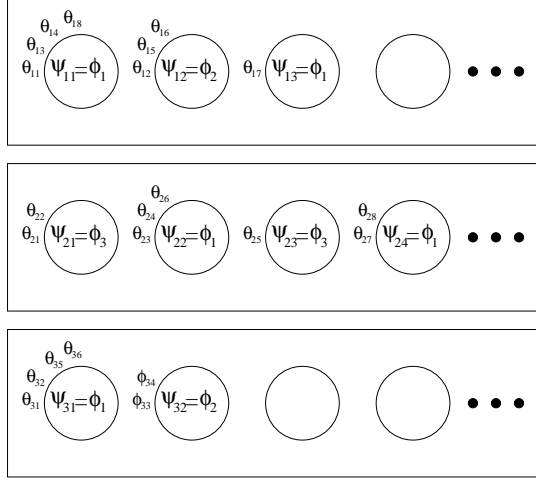 θ14 θ18 θ16
θ13 θ15
θ11 ψ11=ϕ1 θ12 ψ12=ϕ2 θ17 ψ13=ϕ1
θ26
θ22 θ24 θ28
θ21 ψ21=ϕ3 θ23 ψ22=ϕ1 θ25 ψ23=ϕ3 θ27 ψ24=ϕ1
θ35 θ36
θ32 ϕ34
θ31 ψ31=ϕ1 ϕ33 ψ32=ϕ2